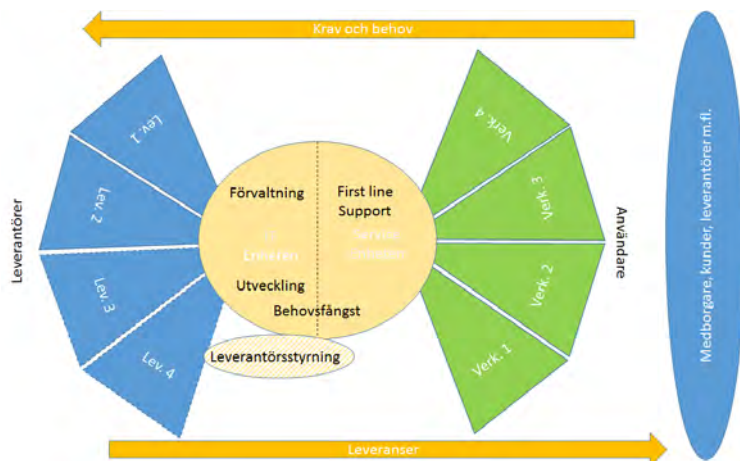 Krav och behov
Lev. 1
Lev. 2
Lev. 3
Lev. 4
Leverantörer
Förvaltning
First line
Support
Enheten
Utveckling
Behovsfångst
Leverantörsstyrning
Verk. 4
Verk. 3
Verk. 2
Verk. 1
Användare
Medborgare, kunder, leverantörer m.fl.
Leveranser